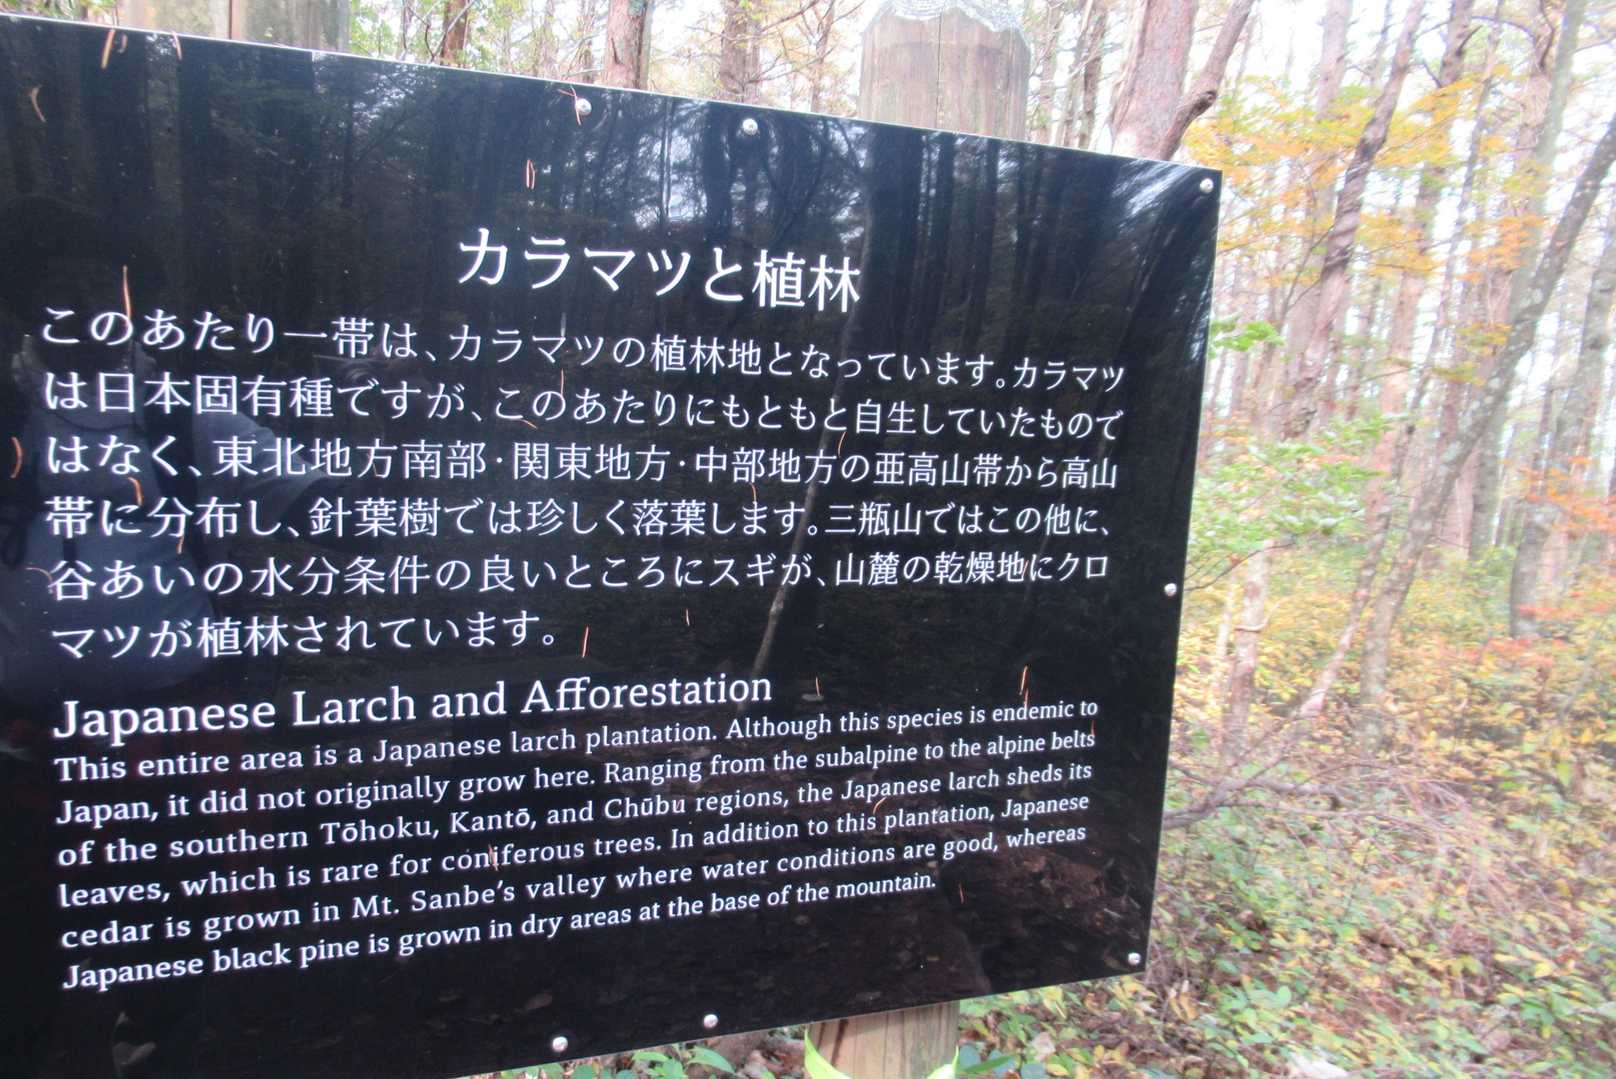 カラマツと植林
このあたり一帯は、カラマツの植林地となっています。カラマツ
は日本固有種ですが、このあたりにもともと自生していたもので
はなく、東北地方南部・関東地方・中部地方の亜高山帯から高山
帯に分布し、針葉樹では珍しく落葉します。三瓶山ではこの他に、
谷あいの水分条件の良いところにスギが、山麓の乾燥地にクロ
マツが植林されています。
Japanese Larch and Afforestation
This entire area is a Japanese larch plantation. Although this species is endemic to
Japan, it did not originally grow here. Ranging from the subalpine to the alpine belts
of the southern Tōhoku, Kantō, and Chūbu regions, the Japanese larch sheds its
leaves, which is rare for coniferous trees. In addition to this plantation, Japanese
cedar is grown in Mt. Sanbe’s valley where water conditions are good, whereas
Japanese black pine is grown in dry areas at the base of the mountain.